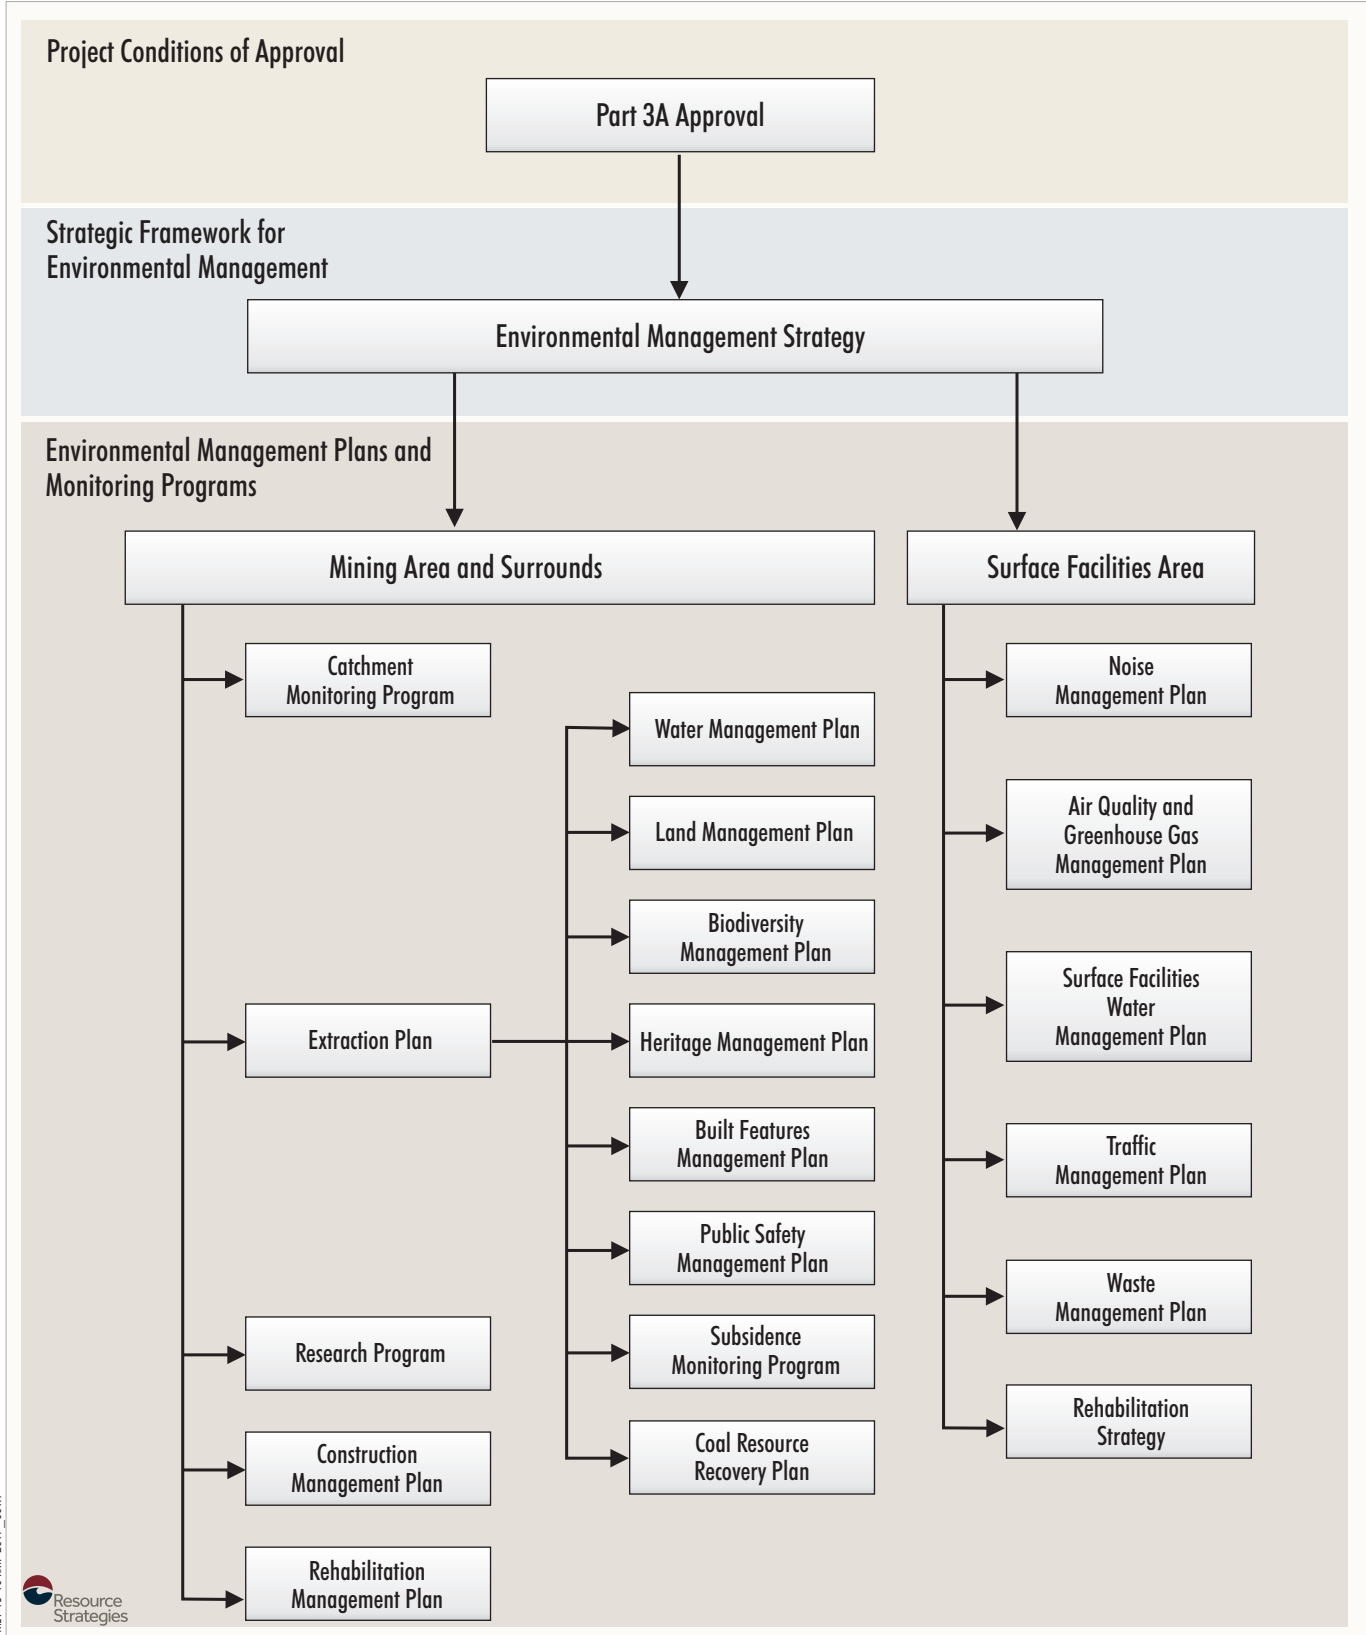 Project Conditions of Approval
Part 3A Approval
Strategic Framework for
Environmental Management
Environmental Management Strategy
Environmental Management Plans and
Monitoring Programs
Mining Area and Surrounds
Surface Facilities Area
Catchment
Monitoring Program
Extraction Plan
Research Program
Construction
Management Plan
Rehabilitation
Management Plan
Water Management Plan
Land Management Plan
Biodiversity
Management Plan
Heritage Management Plan
Built Features
Management Plan
Public Safety
Management Plan
Subsidence
Monitoring Program
Coal Resource
Recovery Plan
Noise
Management Plan
Air Quality and
Greenhouse Gas
Management Plan
Surface Facilities
Water
Management Plan
Traffic
Management Plan
Waste
Management Plan
Rehabilitation
Strategy
Resource
Strategies